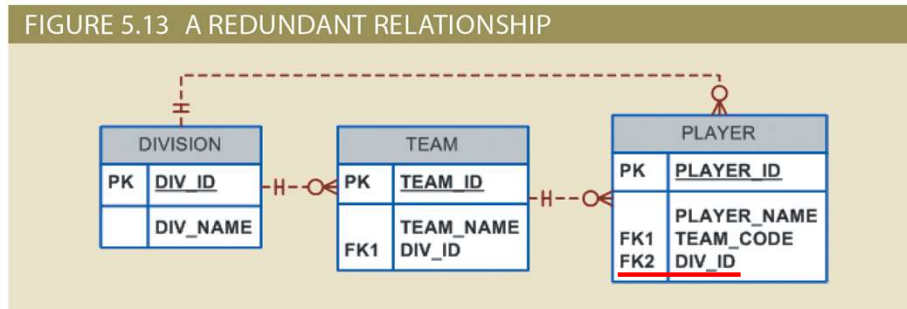 FIGURE 5.13 A REDUNDANT RELATIONSHIP
DIVISION
PK DIV_ID
DIV_NAME
TEAM
PK TEAM_ID
TEAM_NAME
FK1 DIV_ID
PLAYER
PK PLAYER_ID
PLAYER_NAME
FK1 TEAM_CODE
FK2 DIV_ID